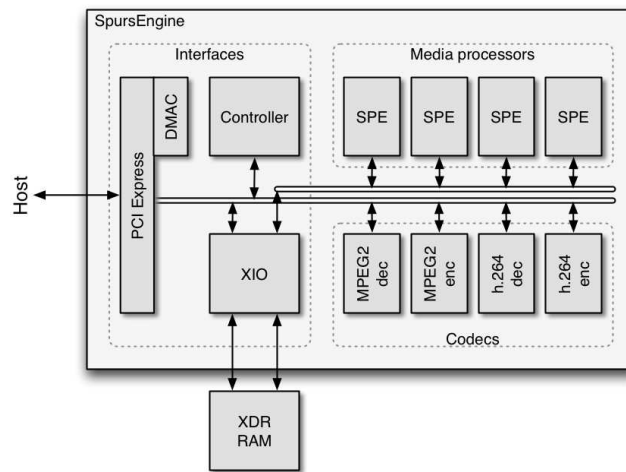 SpursEngine
Interfaces
Media processors
DMAC
Controller
SPE
SPE
SPE
SPE
Host
PCI Express
XIO
MPEG2
dec
MPEG2
enc
h.264
dec
h.264
enc
Codecs
XDR
RAM